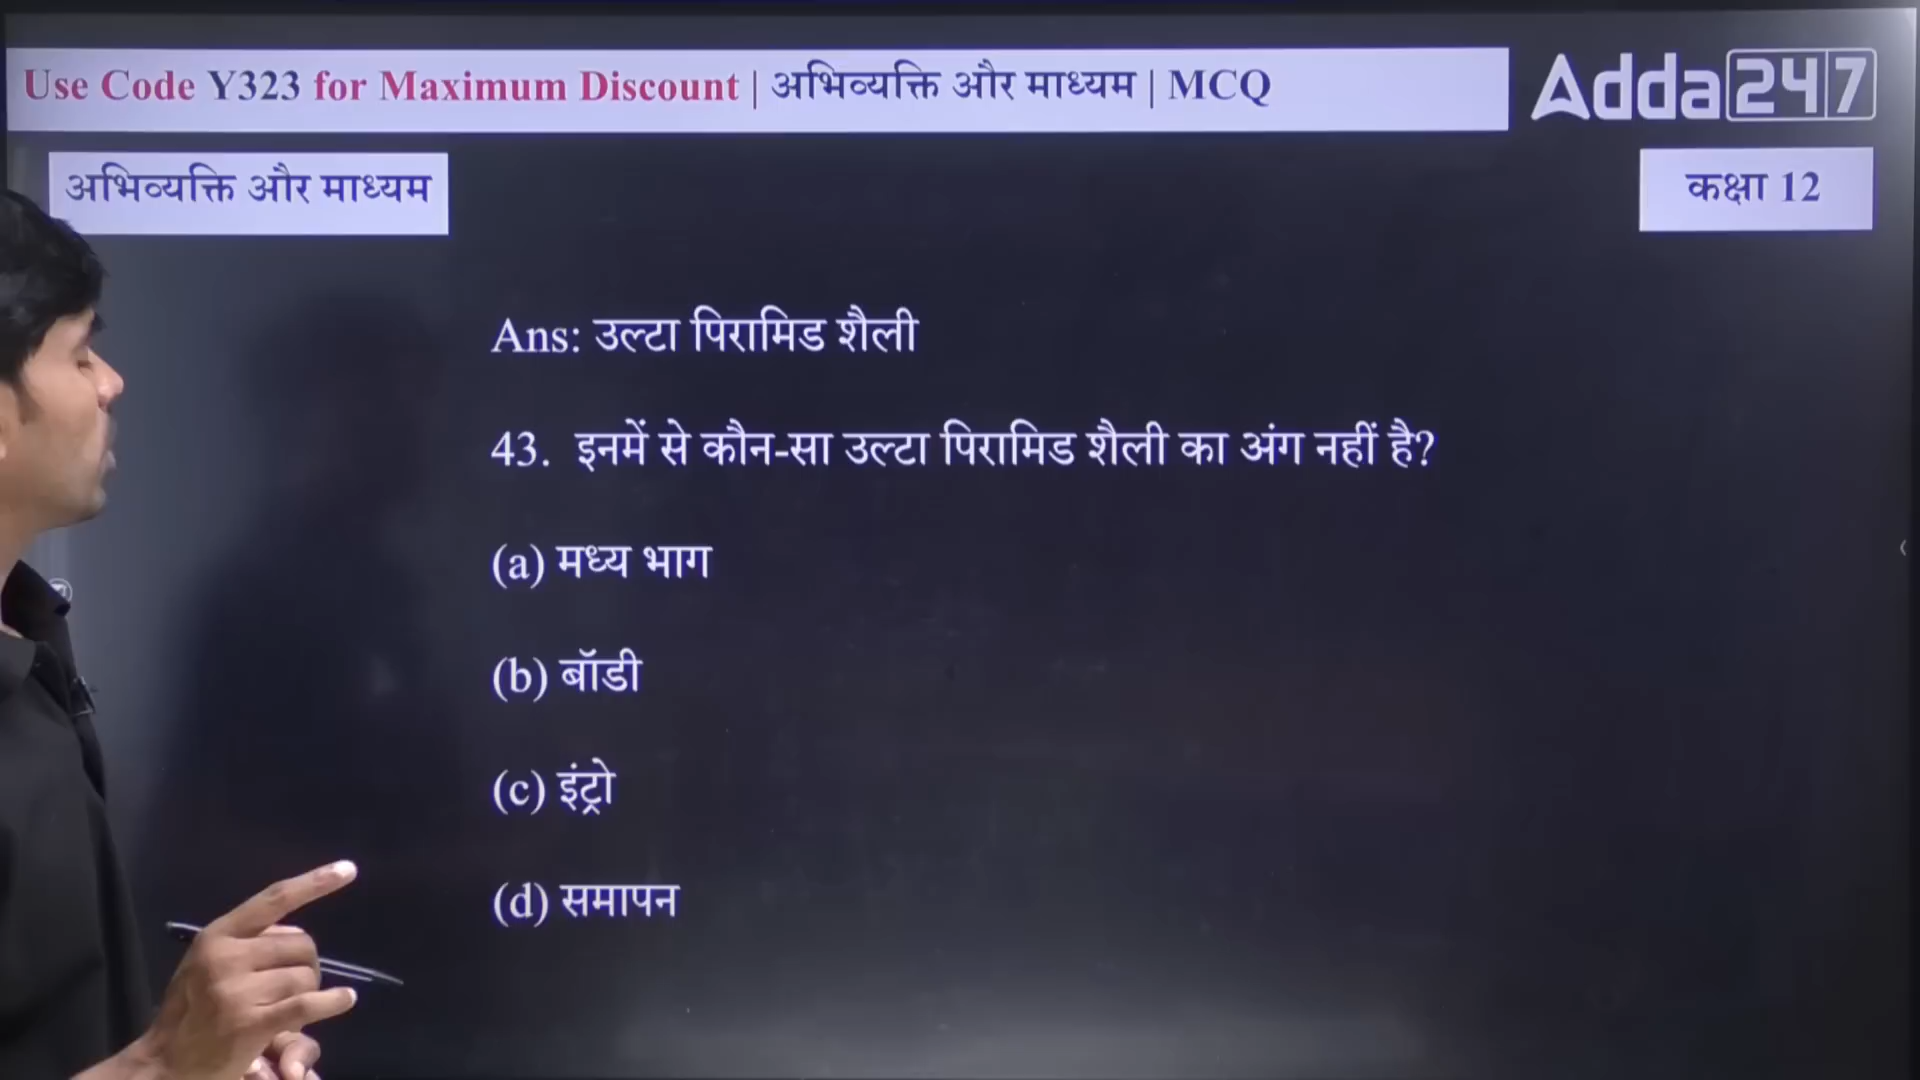 Use Code Y323 for Maximum Discount | अभिव्यक्ति और माध्यम | MCQ
Adda247
अभिव्यक्ति और माध्यम
कक्षा 12
Ans: उल्टा पिरामिड शैली
43. इनमें से कौन-सा उल्टा पिरामिड शैली का अंग नहीं है?
(a) मध्य भाग
(b) बॉडी
(c) इंट्रो
(d) समापन